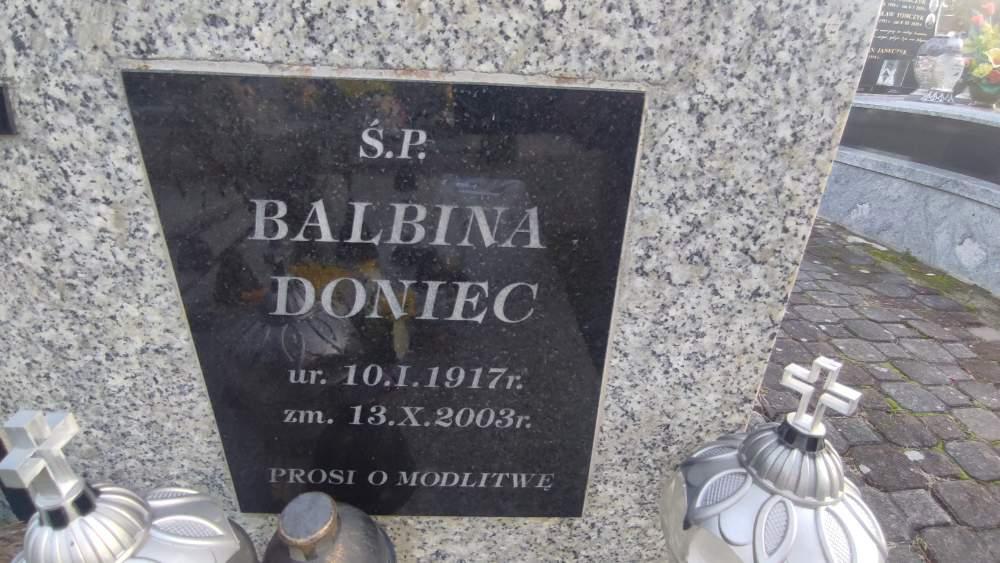 Ś.P.
BALBINA
DONIEC
ur. 10.I.1917r.
zm. 13.X.2003r.
PROSI O MODLITWĘ